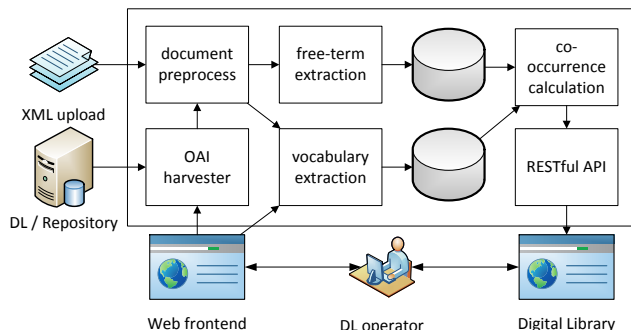 document
preprocess
free-term
extraction
co-
occurrence
calculation
XML upload
OAI
harvester
vocabulary
extraction
RESTful API
DL / Repository
Web frontend
DL operator
Digital Library